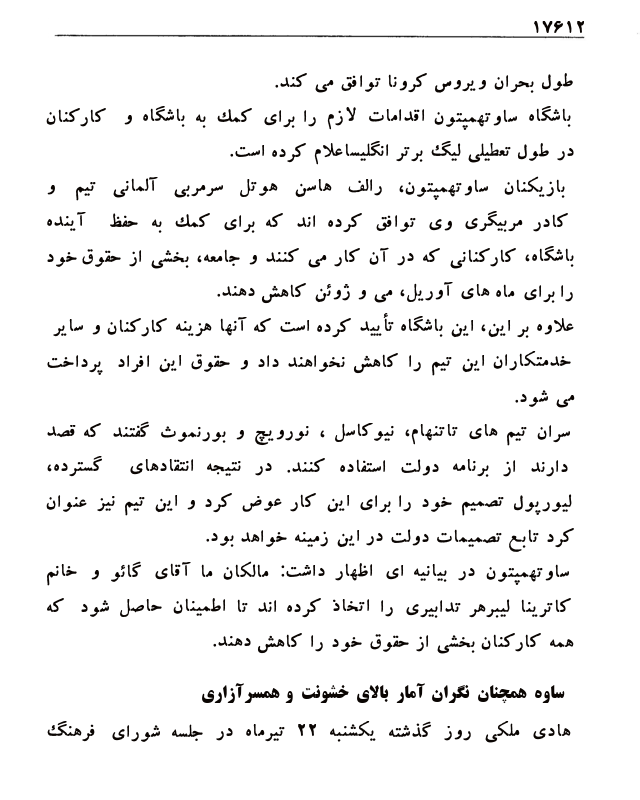 ۱۷۶۱۲
طول بحران ویروس کرونا توافق می کند.
باشگاه ساوتهمپتون اقدامات لازم را برای کمک به باشگاه و کارکنان
در طول تعطیلی لیگ برتر انگلیساعلام کرده است.
بازیکنان ساوتهمپتون، رالف هاسن هوتل سرمربی آلمانی تیم و
کادر مربیگری وی توافق کرده اند که برای کمک به حفظ آینده
باشگاه، کارکنانی که در آن کار می کنند و جامعه، بخشی از حقوق خود
را برای ماه های آوریل، می و ژوئن کاهش دهند.
علاوه بر این، این باشگاه تأیید کرده است که آنها هزینه کارکنان و سایر
خدمتکاران این تیم را کاهش نخواهند داد و حقوق این افراد پرداخت
می شود.
سران تیم های تاتنهام، نیوکاسل ، نورویچ و بورنموث گفتند که قصد
دارند از برنامه دولت استفاده کنند. در نتیجه انتقادهای گسترده،
لیورپول تصمیم خود را برای این کار عوض کرد و این تیم نیز عنوان
کرد تابع تصمیمات دولت در این زمینه خواهد بود.
ساوتهمپتون در بیانیه ای اظهار داشت: مالکان ما آقای گائو و خانم
کاترینا لیبرهر تدابیری را اتخاذ کرده اند تا اطمینان حاصل شود که
همه کارکنان بخشی از حقوق خود را کاهش دهند.
ساوه همچنان نگران آمار بالای خشونت و همسرآزاری
هادی ملکی روز گذشته یکشنبه ۲۲ تیرماه در جلسه شورای فرهنگ